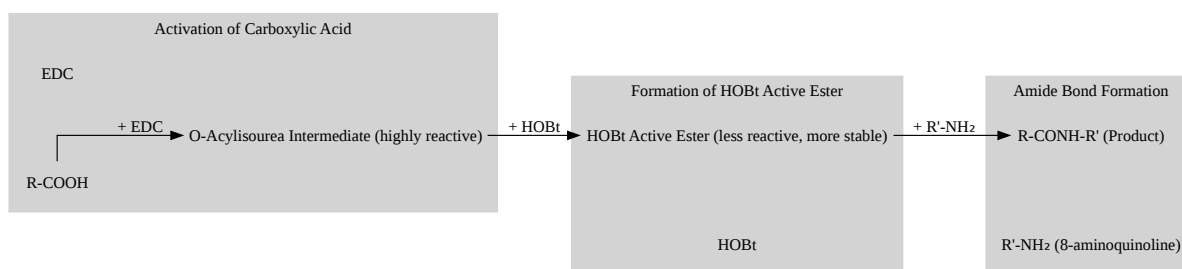 Activation of Carboxylic Acid
EDC
+ EDC
O-Acylisourea Intermediate (highly reactive)
R-COOH
+ HOBt
Formation of HOBt Active Ester
HOBt Active Ester (less reactive, more stable)
HOBt
+ R'-NH₂
Amide Bond Formation
R-CONH-R' (Product)
R'-NH₂ (8-aminoquinoline)